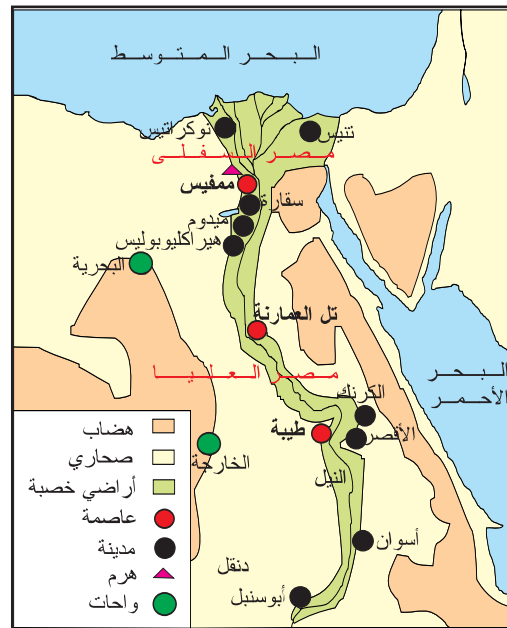 البحر المتوسط
نوكراتيس
تنيس
مصر السفلى
ممفيس
سقارة
ميدوم
هيراكليوبوليس
البحرية
تل العمارنة
مصر العليا
البحر
الأحمر
الكرنك
طيبة
الأقصر
الخارجة
النيل
أسوان
دنقل
أبوسنبل
هضاب
صحاري
أراضي خصبة
عاصمة
مدينة
هرم
واحات